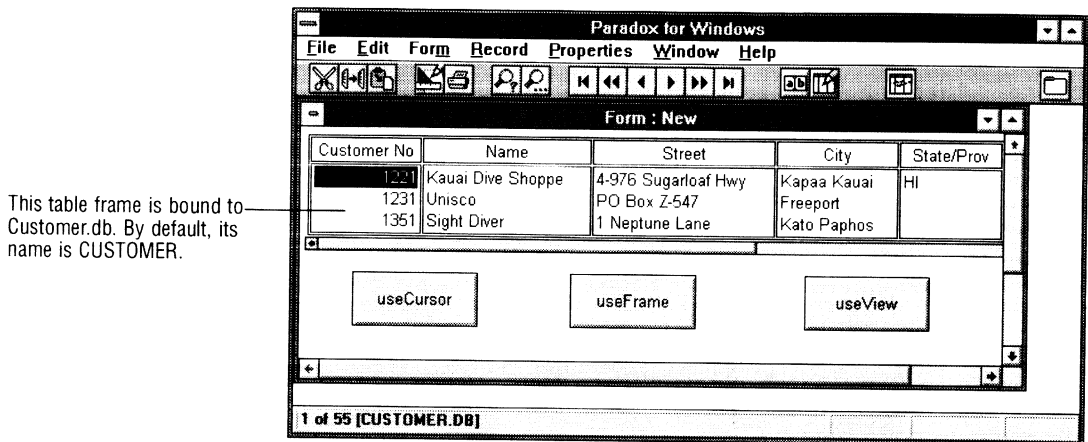 Paradox for Windows
File Edit Form Record Properties Window Help
Form : New
Customer No Name Street City State/Prov
1221 Kauai Dive Shoppe 4-976 Sugarloaf Hwy Kapaa Kauai HI
1231 Unisco PO Box Z-547 Freeport
1351 Sight Diver 1 Neptune Lane Kato Paphos
This table frame is bound to
Customer.db. By default, its
name is CUSTOMER.
useCursor useFrame useView
1 of 55 [CUSTOMER.DB]